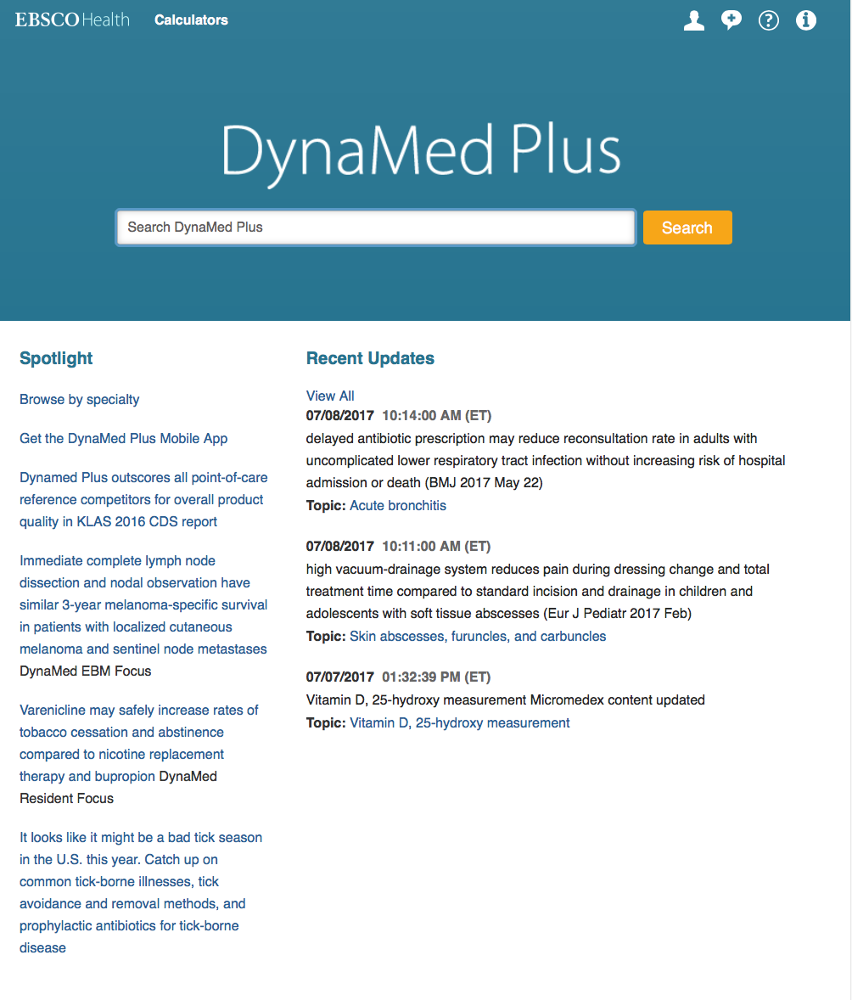 EBSCO Health Calculators
DynaMed Plus
Search DynaMed Plus
Search
Spotlight
Browse by specialty
Get the DynaMed Plus Mobile App
Dynamed Plus outscores all point-of-care
reference competitors for overall product
quality in KLAS 2016 CDS report
Immediate complete lymph node
dissection and nodal observation have
similar 3-year melanoma-specific survival
in patients with localized cutaneous
melanoma and sentinel node metastases
DynaMed EBM Focus
Varenicline may safely increase rates of
tobacco cessation and abstinence
compared to nicotine replacement
therapy and bupropion DynaMed
Resident Focus
It looks like it might be a bad tick season
in the U.S. this year. Catch up on
common tick-borne illnesses, tick
avoidance and removal methods, and
prophylactic antibiotics for tick-borne
disease
Recent Updates
View All
07/08/2017 10:14:00 AM (ET)
delayed antibiotic prescription may reduce reconsultation rate in adults with
uncomplicated lower respiratory tract infection without increasing risk of hospital
admission or death (BMJ 2017 May 22)
Topic: Acute bronchitis
07/08/2017 10:11:00 AM (ET)
high vacuum-drainage system reduces pain during dressing change and total
treatment time compared to standard incision and drainage in children and
adolescents with soft tissue abscesses (Eur J Pediatr 2017 Feb)
Topic: Skin abscesses, furuncles, and carbuncles
07/07/2017 01:32:39 PM (ET)
Vitamin D, 25-hydroxy measurement Micromedex content updated
Topic: Vitamin D, 25-hydroxy measurement